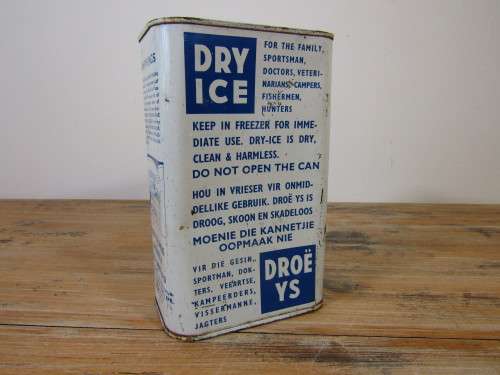 DRY
ICE
FOR THE FAMILY,
SPORTSMAN,
DOCTORS, VETERI-
NARIANS, CAMPERS,
FISHERMEN,
HUNTERS
KEEP IN FREEZER FOR IMME-
DIATE USE. DRY-ICE IS DRY,
CLEAN & HARMLESS.
DO NOT OPEN THE CAN
HOU IN VRIESER VIR ONMID-
DELLIKE GEBRUIK. DROË YS IS
DROOG, SKOON EN SKADELOOS
MOENIE DIE KANNETJIE
OOPMAAK NIE
VIR DIE GESIN,
SPORTMAN, DOK-
TERS, VEEARTSE,
KAMPEERDERS,
VISSERMANNE,
JAGTERS
DROË
YS